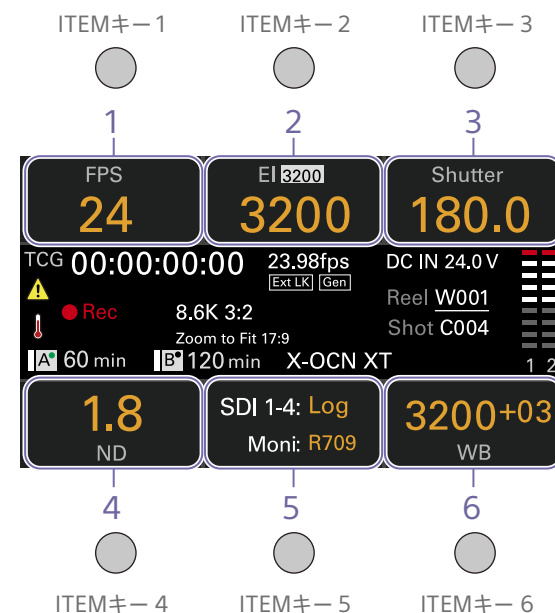 ITEMキー1 ITEMキー2 ITEMキー3
1 2 3
FPS EI 3200 Shutter
24 3200 180.0
TCG 00:00:00:00 23.98fps DC IN 24.0 V
Ext LK Gen
Reel W001
Rec 8.6K 3:2
Shot C004
Zoom to Fit 17:9
A 60 min B 120 min X-OCN XT 1 2
1.8 SDI 1-4: Log 3200+03
ND Moni: R709 WB
4 5 6
ITEMキー4 ITEMキー5 ITEMキー6